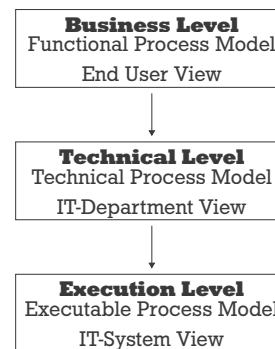 Business Level
Functional Process Model
End User View
Technical Level
Technical Process Model
IT-Department View
Execution Level
Executable Process Model
IT-System View